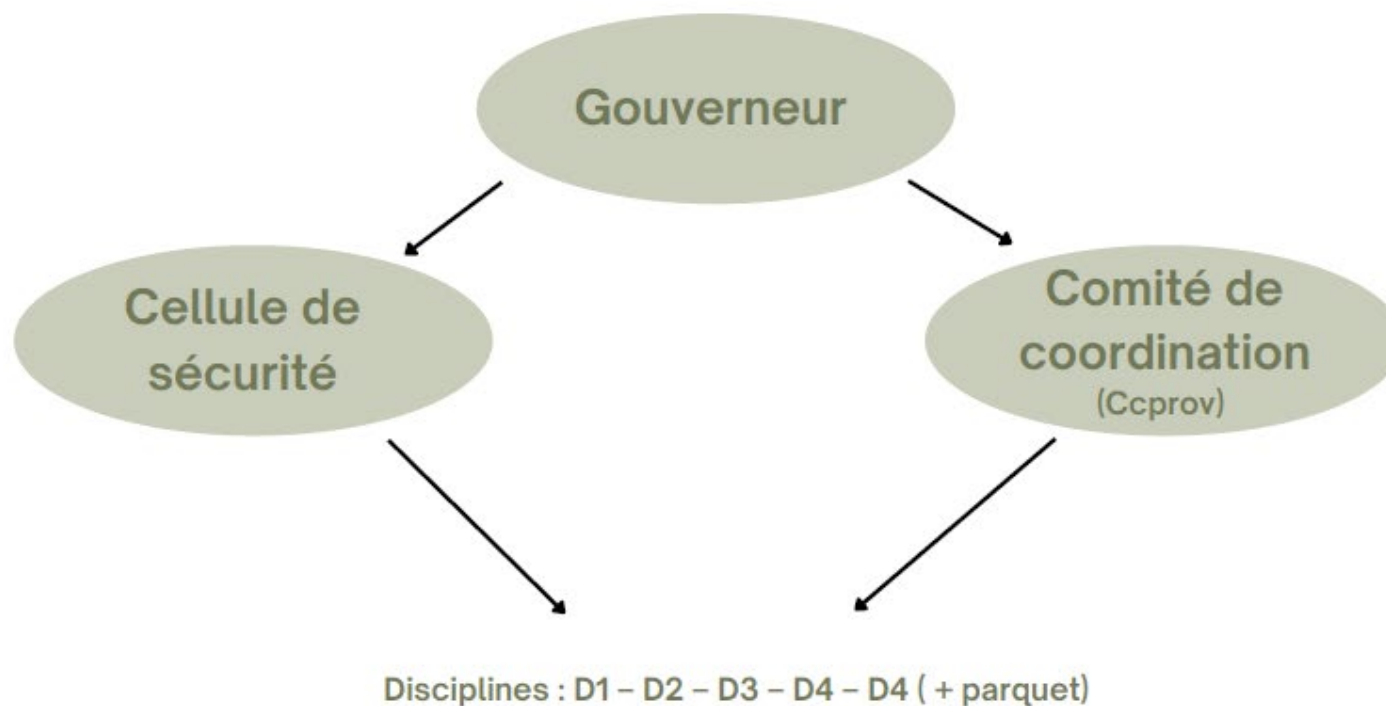 Gouverneur
Cellule de
sécurité
Comité de
coordination
(Ccprov)
Disciplines : D1 – D2 – D3 – D4 – D4 ( + parquet)